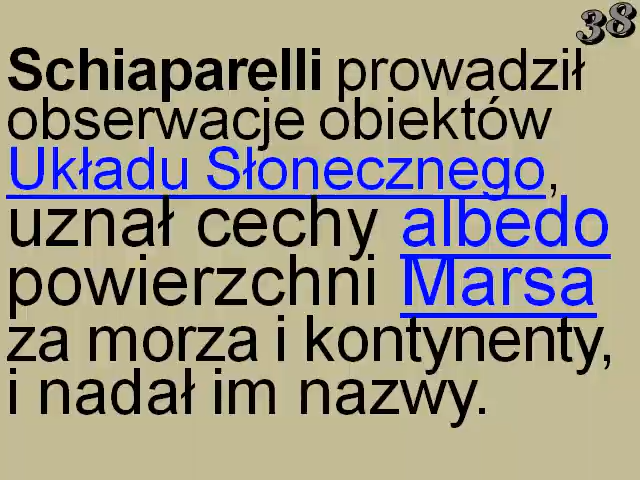 38
Schiaparelli prowadził
obserwacje obiektów
Układu Słonecznego,
uznał cechy albedo
powierzchni Marsa
za morza i kontynenty,
i nadał im nazwy.